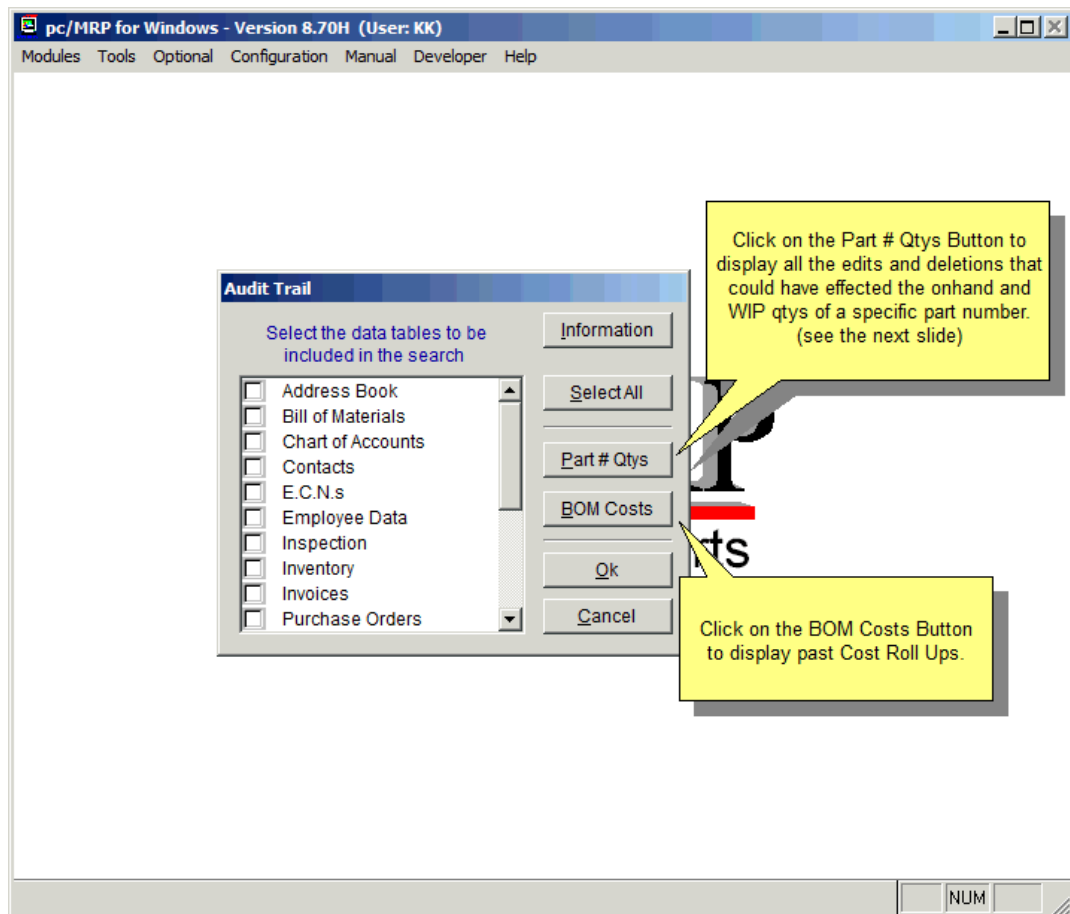 pc/MRP for Windows - Version 8.70H (User: KK)
Modules Tools Optional Configuration Manual Developer Help
Click on the Part # Qtys Button to
display all the edits and deletions that
could have effected the onhand and
WIP qtys of a specific part number.
(see the next slide)
Audit Trail
Select the data tables to be
included in the search
Information
Address Book
Bill of Materials
Chart of Accounts
Contacts
E.C.N.s
Employee Data
Inspection
Inventory
Invoices
Purchase Orders
Select All
Part # Qtys
BOM Costs
Ok
Cancel
rts
Click on the BOM Costs Button
to display past Cost Roll Ups.
NUM